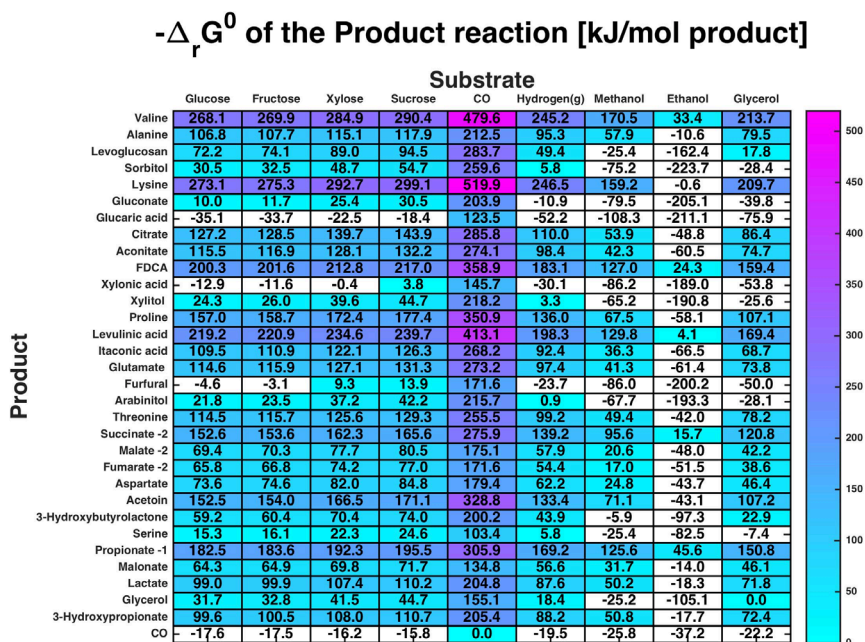 -Δ_rG^0 of the Product reaction [kJ/mol product]
Substrate
Glucose Fructose Xylose Sucrose CO Hydrogen(g) Methanol Ethanol Glycerol
Valine 268.1 269.9 284.9 290.4 479.6 245.2 170.5 33.4 213.7
Alanine 106.8 107.7 115.1 117.9 212.5 95.3 57.9 -10.6 79.5
Levoglucosan 72.2 74.1 89.0 94.5 283.7 49.4 -25.4 -162.4 17.8
Sorbitol 30.5 32.5 48.7 54.7 259.6 5.8 -75.2 -223.7 -28.4
Lysine 273.1 275.3 292.7 299.1 519.9 246.5 159.2 -0.6 209.7
Gluconate 10.0 11.7 25.4 30.5 203.9 -10.9 -79.5 -205.1 -39.8
Glucaric acid -35.1 -33.7 -22.5 -18.4 123.5 -52.2 -108.3 -211.1 -75.9
Citrate 127.2 128.5 139.7 143.9 285.8 110.0 53.9 -48.8 86.4
Aconitate 115.5 116.9 128.1 132.2 274.1 98.4 42.3 -60.5 74.7
FDCA 200.3 201.6 212.8 217.0 358.9 183.1 127.0 24.3 159.4
Xylonic acid -12.9 -11.6 -0.4 3.8 145.7 -30.1 -86.2 -189.0 -53.8
Xylitol 24.3 26.0 39.6 44.7 218.2 3.3 -65.2 -190.8 -25.6
Proline 157.0 158.7 172.4 177.4 350.9 136.0 67.5 -58.1 107.1
Levulinic acid 219.2 220.9 234.6 239.7 413.1 198.3 129.8 4.1 169.4
Itaconic acid 109.5 110.9 122.1 126.3 268.2 92.4 36.3 -66.5 68.7
Glutamate 114.6 115.9 127.1 131.3 273.2 97.4 41.3 -61.4 73.8
Furfural -4.6 -3.1 9.3 13.9 171.6 -23.7 -86.0 -200.2 -50.0
Arabinitol 21.8 23.5 37.2 42.2 215.7 0.9 -67.7 -193.3 -28.1
Threonine 114.5 115.7 125.6 129.3 255.5 99.2 49.4 -42.0 78.2
Succinate -2 152.6 153.6 162.3 165.6 275.9 139.2 95.6 15.7 120.8
Malate -2 69.4 70.3 77.7 80.5 175.1 57.9 20.6 -48.0 42.2
Fumarate -2 65.8 66.8 74.2 77.0 171.6 54.4 17.0 -51.5 38.6
Aspartate 73.6 74.6 82.0 84.8 179.4 62.2 24.8 -43.7 46.4
Acetoin 152.5 154.0 166.5 171.1 328.8 133.4 71.1 -43.1 107.2
3-Hydroxybutyrolactone 59.2 60.4 70.4 74.0 200.2 43.9 -5.9 -97.3 22.9
Serine 15.3 16.1 22.3 24.6 103.4 5.8 -25.4 -82.5 -7.4
Propionate -1 182.5 183.6 192.3 195.5 305.9 169.2 125.6 45.6 150.8
Malonate 64.3 64.9 69.8 71.7 134.8 56.6 31.7 -14.0 46.1
Lactate 99.0 99.9 107.4 110.2 204.8 87.6 50.2 -18.3 71.8
Glycerol 31.7 32.8 41.5 44.7 155.1 18.4 -25.2 -105.1 0.0
3-Hydroxypropionate 99.6 100.5 108.0 110.7 205.4 88.2 50.8 -17.7 72.4
CO -17.6 -17.5 -16.2 -15.8 0.0 -19.5 -25.8 -37.2 -22.2
Product
500
450
400
350
300
250
200
150
100
50
0